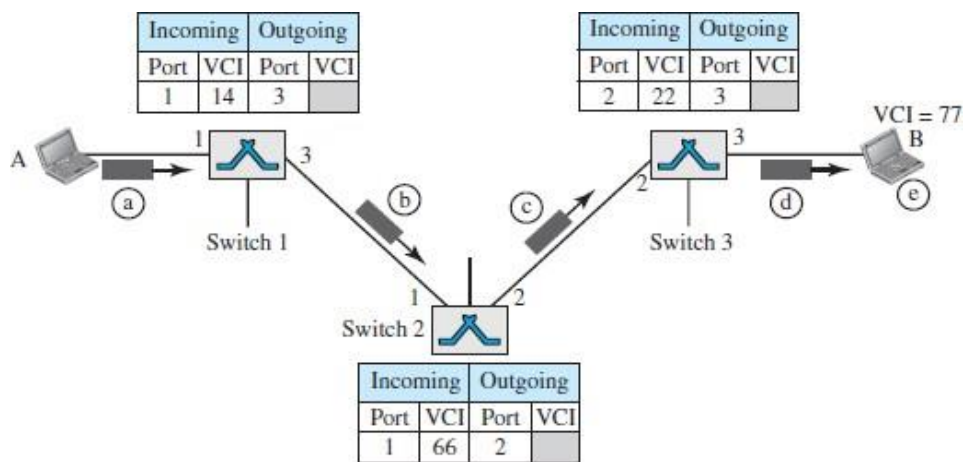 Incoming Outgoing
Port VCI Port VCI
1 14 3
Incoming Outgoing
Port VCI Port VCI
2 22 3
VCI = 77
A
1
3
2
3
B
a
b
c
d
e
Switch 1
Switch 3
1
2
Switch 2
Incoming Outgoing
Port VCI Port VCI
1 66 2